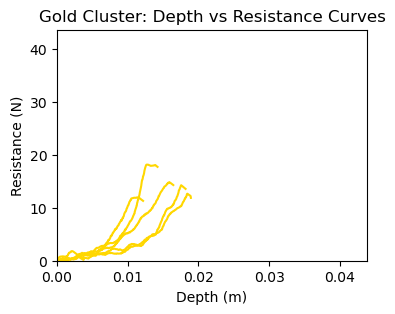 Gold Cluster: Depth vs Resistance Curves
Resistance (N)
40
30
20
10
0
0.00 0.01 0.02 0.03 0.04
Depth (m)